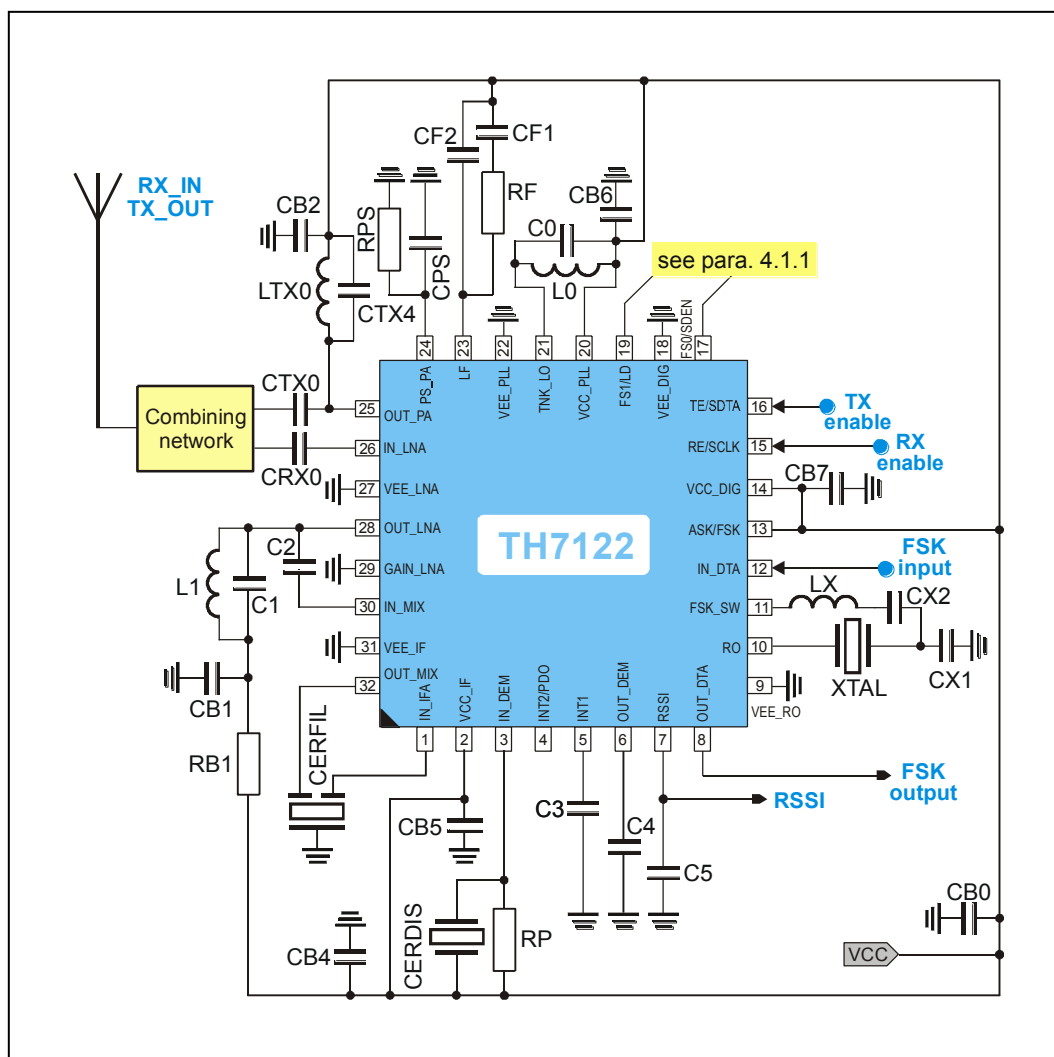 RX_IN
TX_OUT
CB2
LTX0
CTX4
RPS
CPS
CF2
CF1
RF
C0
L0
CB6
see para. 4.1.1
Combining
network
CTX0
CRX0
24
23
22
21
20
19
18
17
PS_PA
LF
VEE_PLL
TNK_LO
VCC_PLL
FS1/LD
VEE_DIG
FS0/SDEN
25 OUT_PA
26 IN_LNA
27 VEE_LNA
28 OUT_LNA
29 GAIN_LNA
30 IN_MIX
31 VEE_IF
32 OUT_MIX
TH7122
TE/SDTA 16
RE/SCLK 15
VCC_DIG 14
ASK/FSK 13
IN_DTA 12
FSK_SW 11
RO 10
9
VEE_RO
TX
enable
RX
enable
CB7
FSK
input
LX
CX2
XTAL
CX1
L1
C1
C2
CB1
RB1
CERFIL
IN_IFA
VCC_IF
IN_DEM
INT2/PDO
INT1
OUT_DEM
RSSI
OUT_DTA
1
2
3
4
5
6
7
8
CB5
C3
C4
C5
RSSI
FSK
output
CB4
CERDIS
RP
CB0
VCC